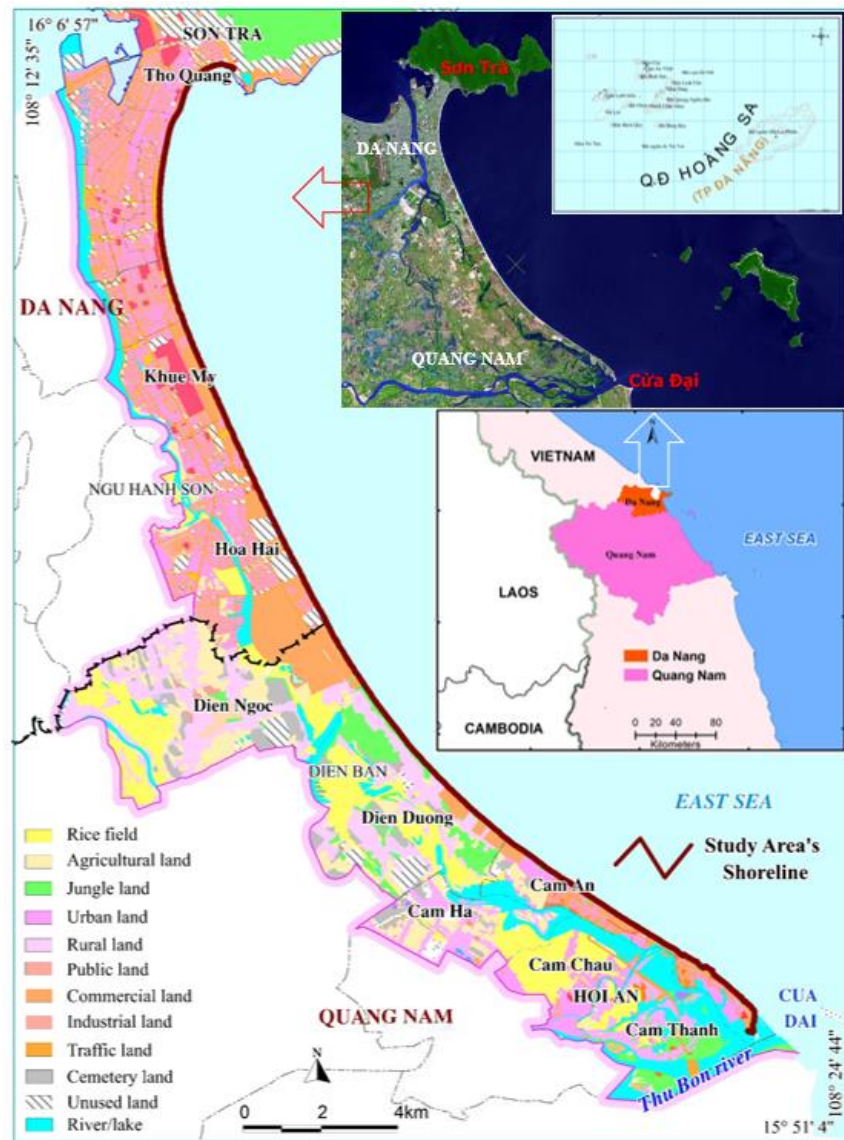 16° 6' 57"
108° 12' 35"
SON TRA
Tho Quang
DA NANG
Khue My
NGU HANH SON
Hoa Hai
Dien Ngoc
DIEN BAN
Dien Duong
Cam An
Cam Ha
Cam Chau
HOI AN
Cam Thanh
Thu Bon river
QUANG NAM
CUA
DAI
EAST SEA
Study Area's
Shoreline
108° 24' 44"
15° 51' 4
Rice field
Agricultural land
Jungle land
Urban land
Rural land
Public land
Commercial land
Industrial land
Traffic land
Cemetery land
Unused land
River/lake
N
0 2 4km
Sơn Trà
DA NANG
QUANG NAM
Cửa Đại
QĐ HOÀNG SA
(TP ĐÀ NẴNG)
N
VIETNAM
Da Nang
Quang Nam
EAST SEA
LAOS
Da Nang
Quang Nam
0 20 40 80
Kilometers
CAMBODIA